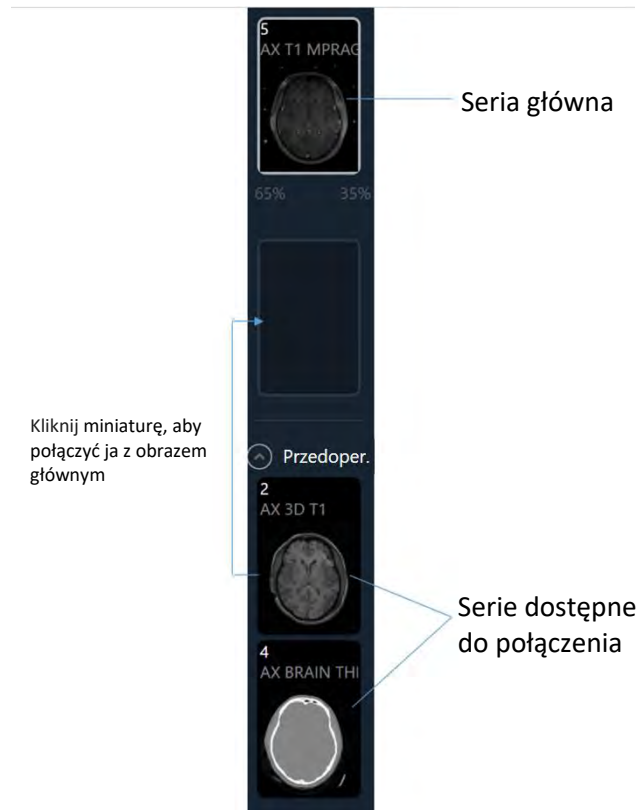 5
AX T1 MPRAG
Seria główna
65% 35%
Kliknij miniaturę, aby
połączyć ja z obrazem
głównym
Przedoper.
2
AX 3D T1
Serie dostępne
do połączenia
4
AX BRAIN THI